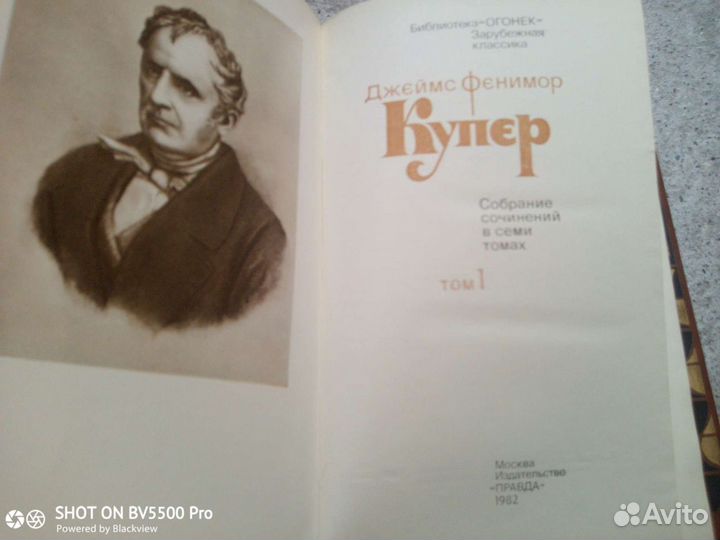 Библиотека «ОГОНЕК»
Зарубежная
классика
Джеймс Фенимор
Купер
Собрание
сочинений
в семи
томах
том 1
Москва
Издательство
«ПРАВДА»
1982
SHOT ON BV5500 Pro
Powered by Blackview
Avito